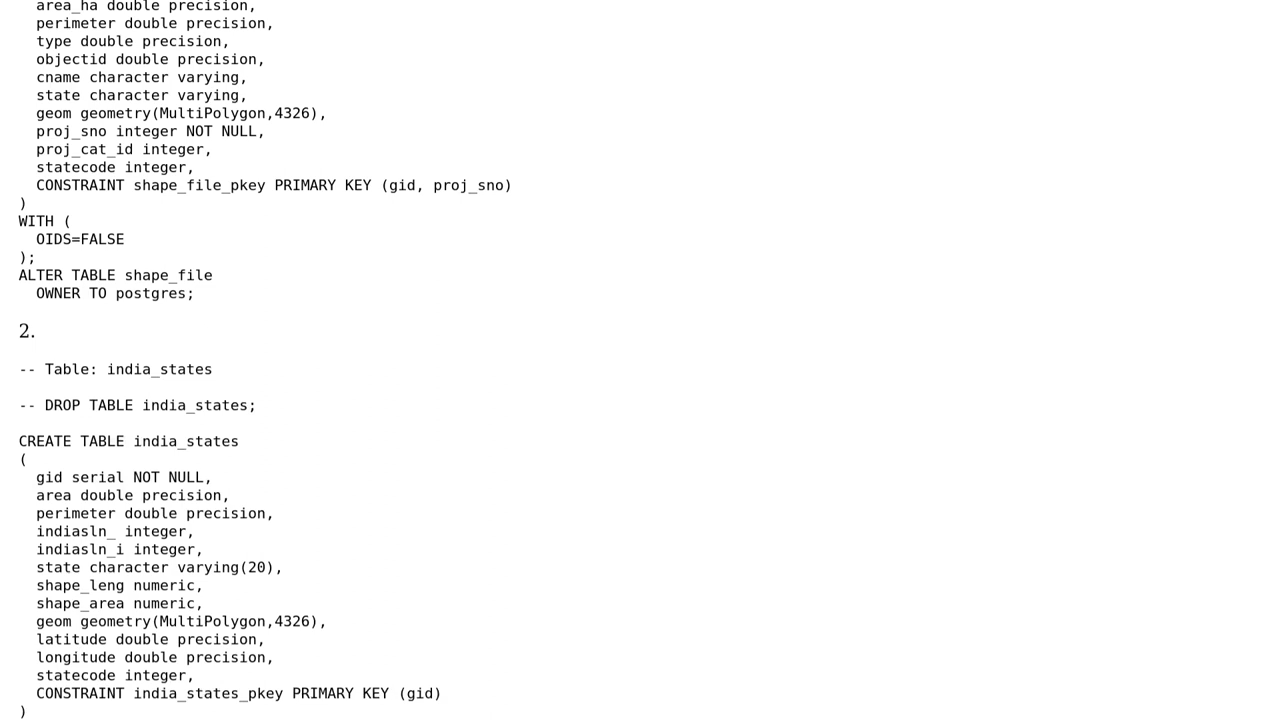 area_ha double precision,
perimeter double precision,
type double precision,
objectid double precision,
cname character varying,
state character varying,
geom geometry(MultiPolygon,4326),
proj_sno integer NOT NULL,
proj_cat_id integer,
statecode integer,
CONSTRAINT shape_file_pkey PRIMARY KEY (gid, proj_sno)
)
WITH (
OIDS=FALSE
);
ALTER TABLE shape_file
OWNER TO postgres;
2.
-- Table: india_states
-- DROP TABLE india_states;
CREATE TABLE india_states
(
gid serial NOT NULL,
area double precision,
perimeter double precision,
indiasln_ integer,
indiasln_i integer,
state character varying(20),
shape_leng numeric,
shape_area numeric,
geom geometry(MultiPolygon,4326),
latitude double precision,
longitude double precision,
statecode integer,
CONSTRAINT india_states_pkey PRIMARY KEY (gid)
)